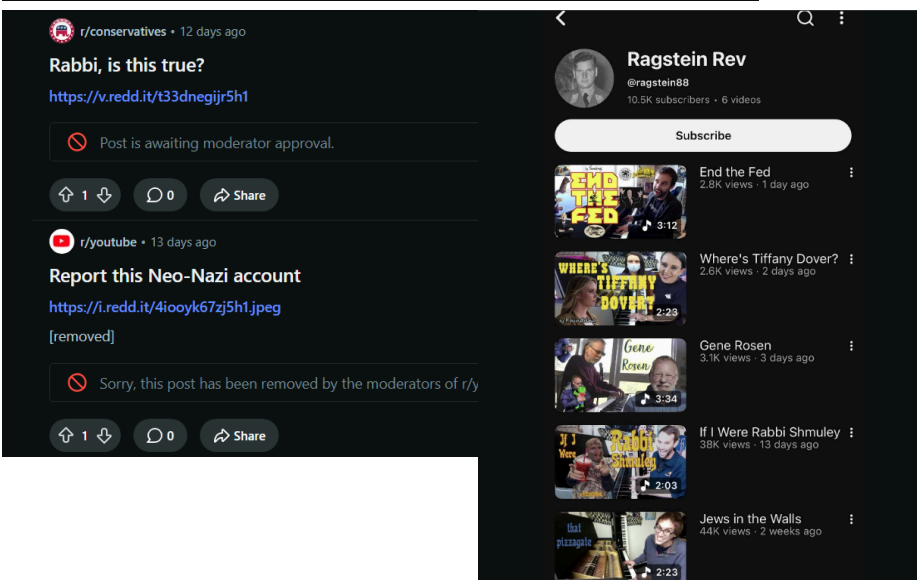 r/conservatives • 12 days ago
Rabbi, is this true?
https://v.redd.it/t33dnegijr5h1
Post is awaiting moderator approval.
1
0
Share
r/youtube • 13 days ago
Report this Neo-Nazi account
https://i.redd.it/4iooyk67zj5h1.jpeg
[removed]
Sorry, this post has been removed by the moderators of r/y
1
0
Share
Ragstein Rev
@ragstein88
10.5K subscribers • 6 videos
Subscribe
END
THE
FED
3:12
End the Fed
2.8K views · 1 day ago
WHERE'S
TIFFANY
DOVER?
2:23
Where's Tiffany Dover?
2.6K views · 2 days ago
Gene
Rosen
3:34
Gene Rosen
3.1K views · 3 days ago
If I
Were
Rabbi
Shmuley
2:03
If I Were Rabbi Shmuley
38K views · 13 days ago
that
pizzagate
2:23
Jews in the Walls
44K views · 2 weeks ago